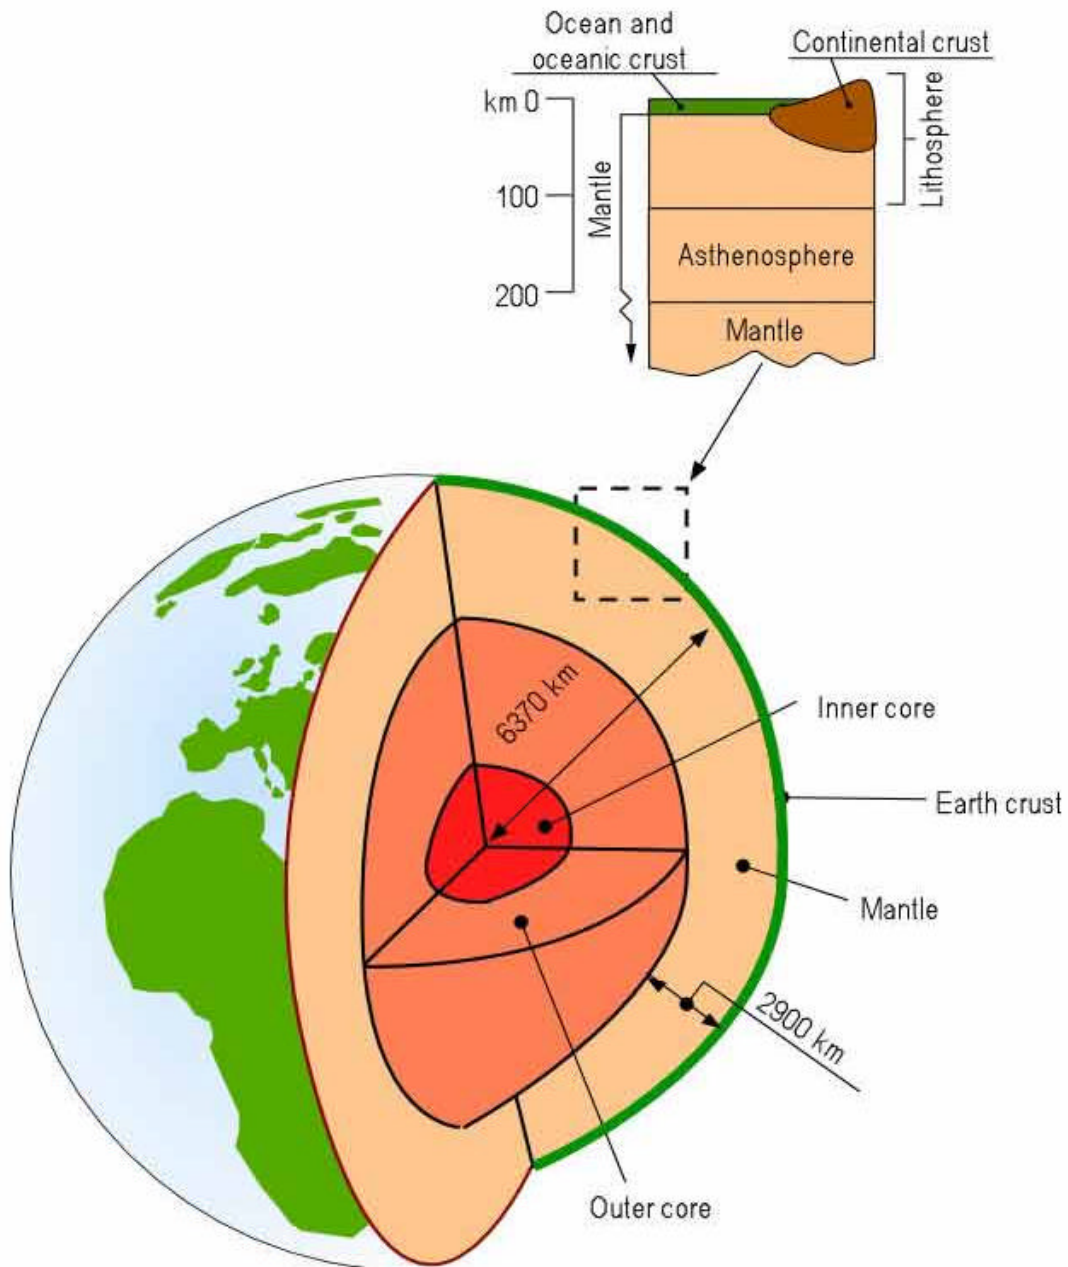 Ocean and
oceanic crust
Continental crust
km 0
100
200
Mantle
Lithosphere
Asthenosphere
Mantle
6370 km
Inner core
Earth crust
Mantle
2900 km
Outer core